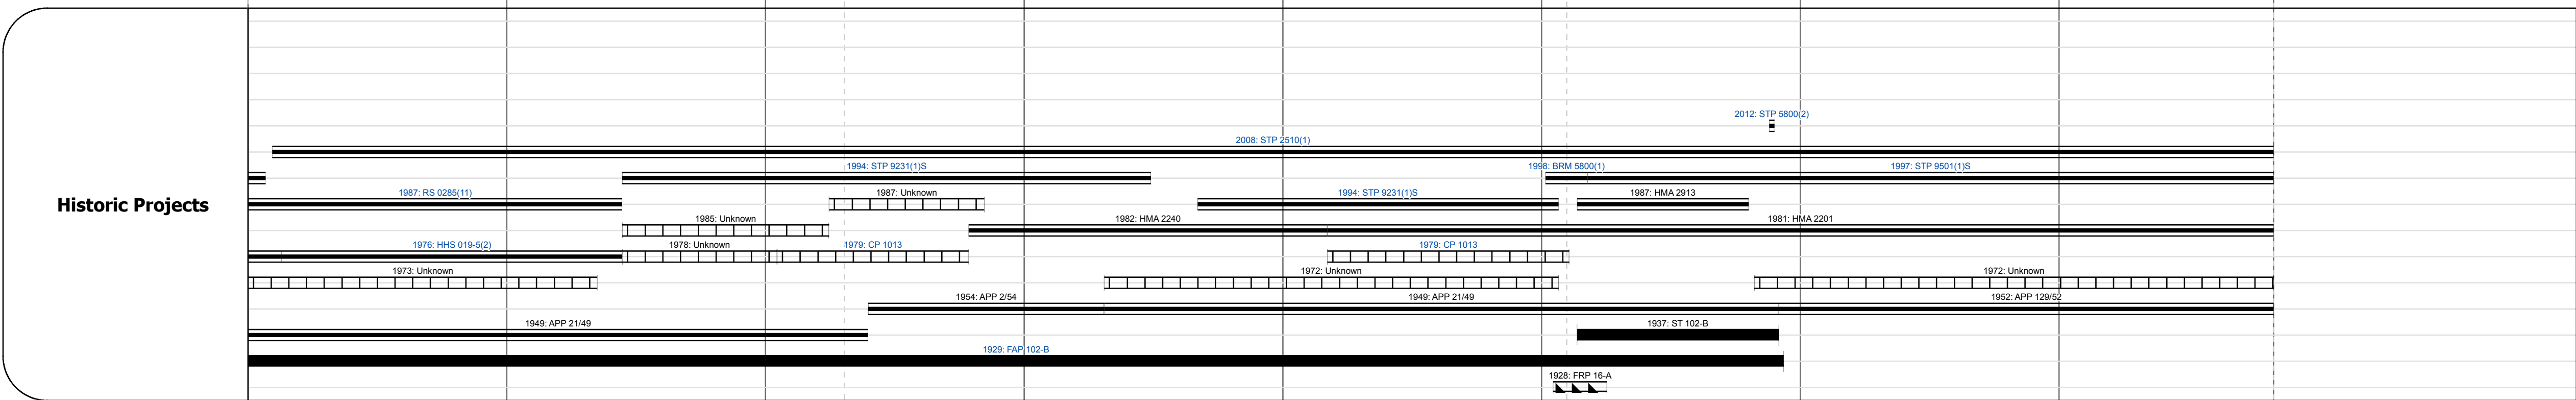 2012: STP 5800(2)
2008: STP 2510(1)
1994: STP 9231(1)S
1998: BRM 5800(1)
1997: STP 9501(1)S
1987: RS 0285(11)
1987: Unknown
1994: STP 9231(1)S
1987: HMA 2913
Historic Projects
1985: Unknown
1982: HMA 2240
1981: HMA 2201
1976: HHS 019-5(2)
1978: Unknown
1979: CP 1013
1979: CP 1013
1973: Unknown
1972: Unknown
1972: Unknown
1954: APP 2/54
1949: APP 21/49
1952: APP 129/52
1949: APP 21/49
1937: ST 102-B
1929: FAP 102-B
1928: FRP 16-A